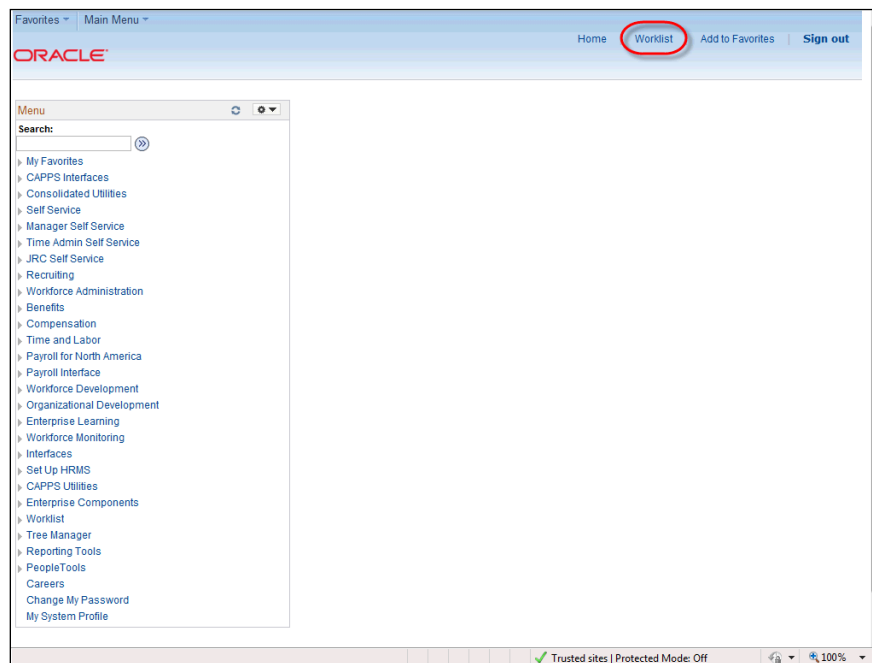 Favorites Main Menu
Home Worklist Add to Favorites | Sign out
ORACLE
Menu
Search:
My Favorites
CAPPS Interfaces
Consolidated Utilities
Self Service
Manager Self Service
Time Admin Self Service
JRC Self Service
Recruiting
Workforce Administration
Benefits
Compensation
Time and Labor
Payroll for North America
Payroll Interface
Workforce Development
Organizational Development
Enterprise Learning
Workforce Monitoring
Interfaces
Set Up HRMS
CAPPS Utilities
Enterprise Components
Worklist
Tree Manager
Reporting Tools
PeopleTools
Careers
Change My Password
My System Profile
Trusted sites | Protected Mode: Off 100%